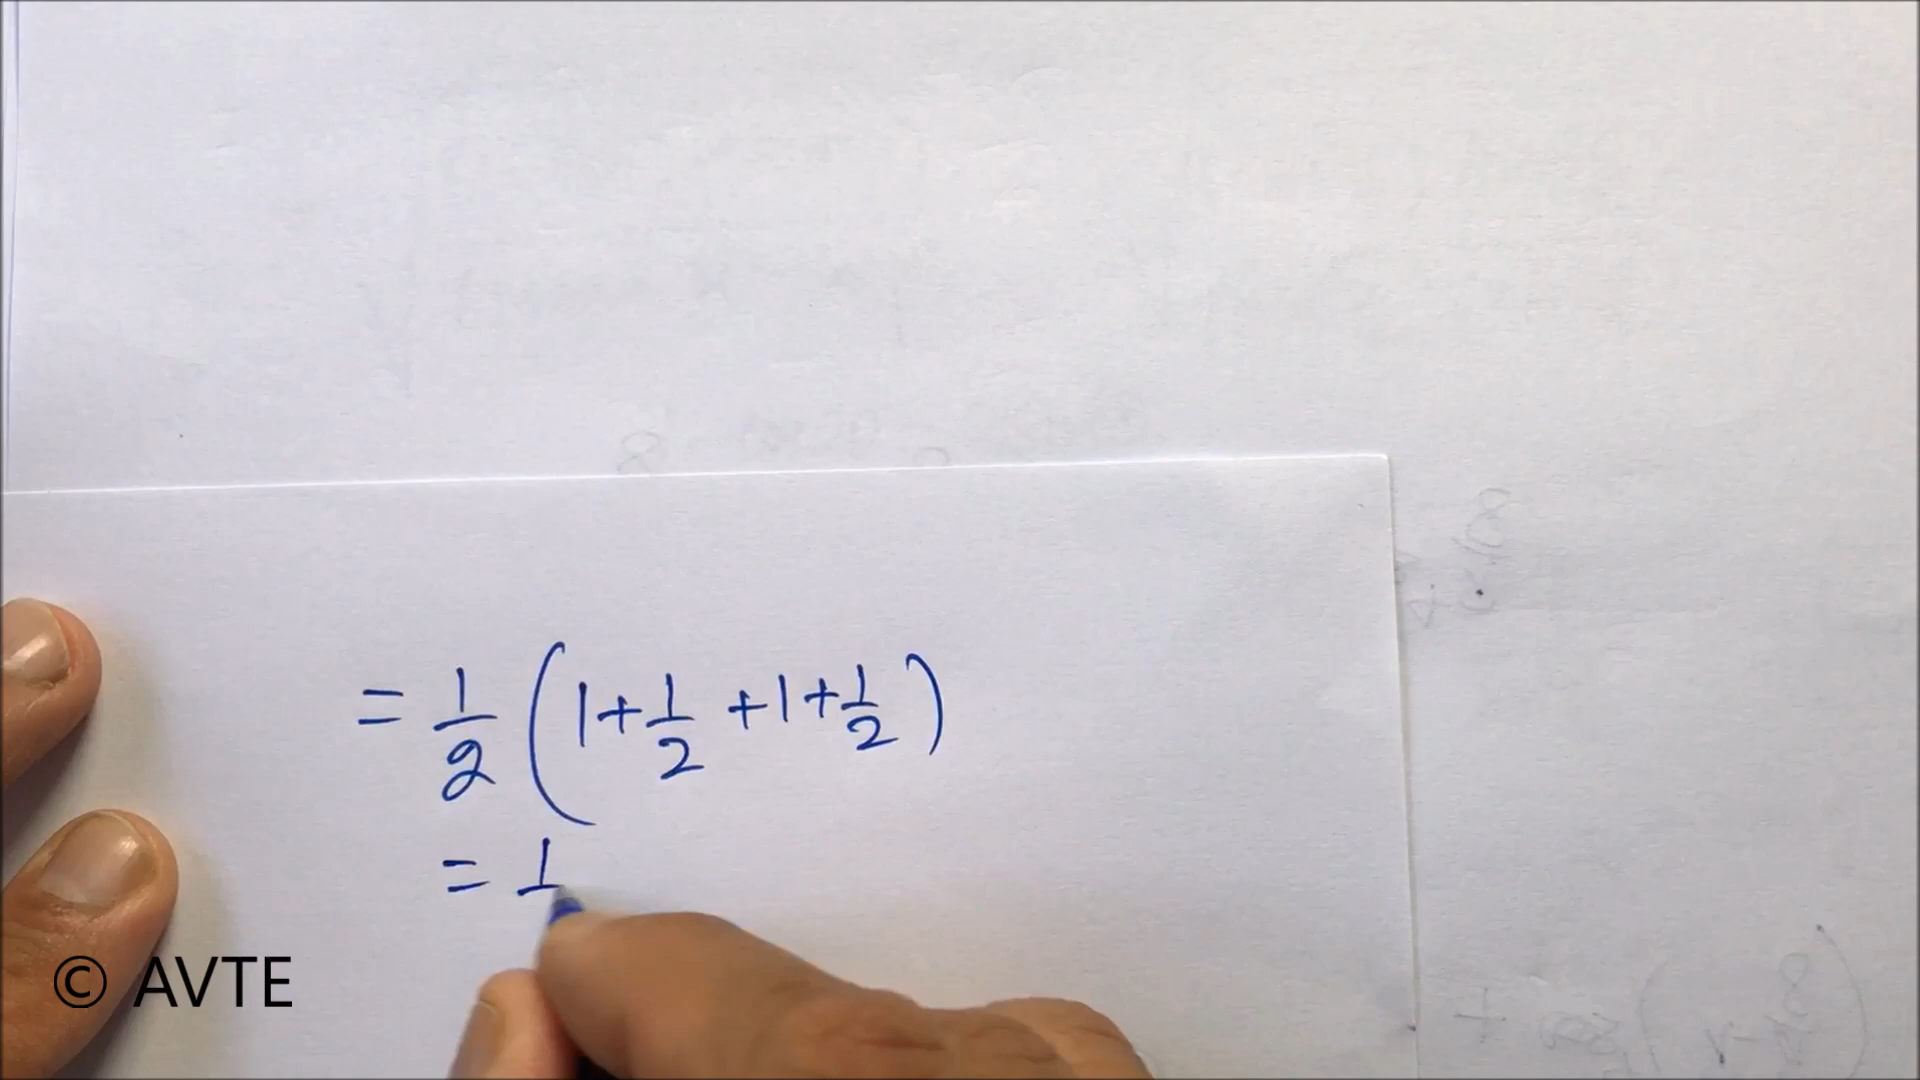 = 1/2 (1 + 1/2 + 1 + 1/2)
= 1
© AVTE